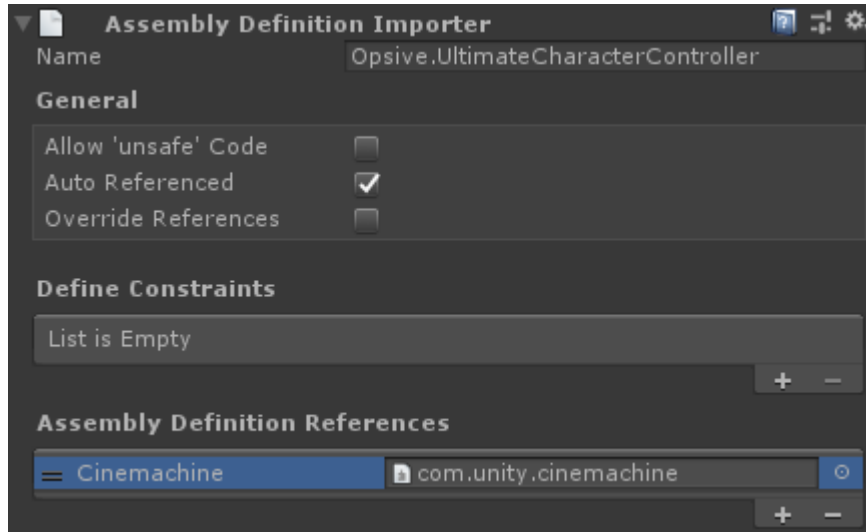 Assembly Definition Importer
Name Opsive.UltimateCharacterController
General
Allow 'unsafe' Code
Auto Referenced
Override References
Define Constraints
List is Empty
+ −
Assembly Definition References
= Cinemachine com.unity.cinemachine
+ −